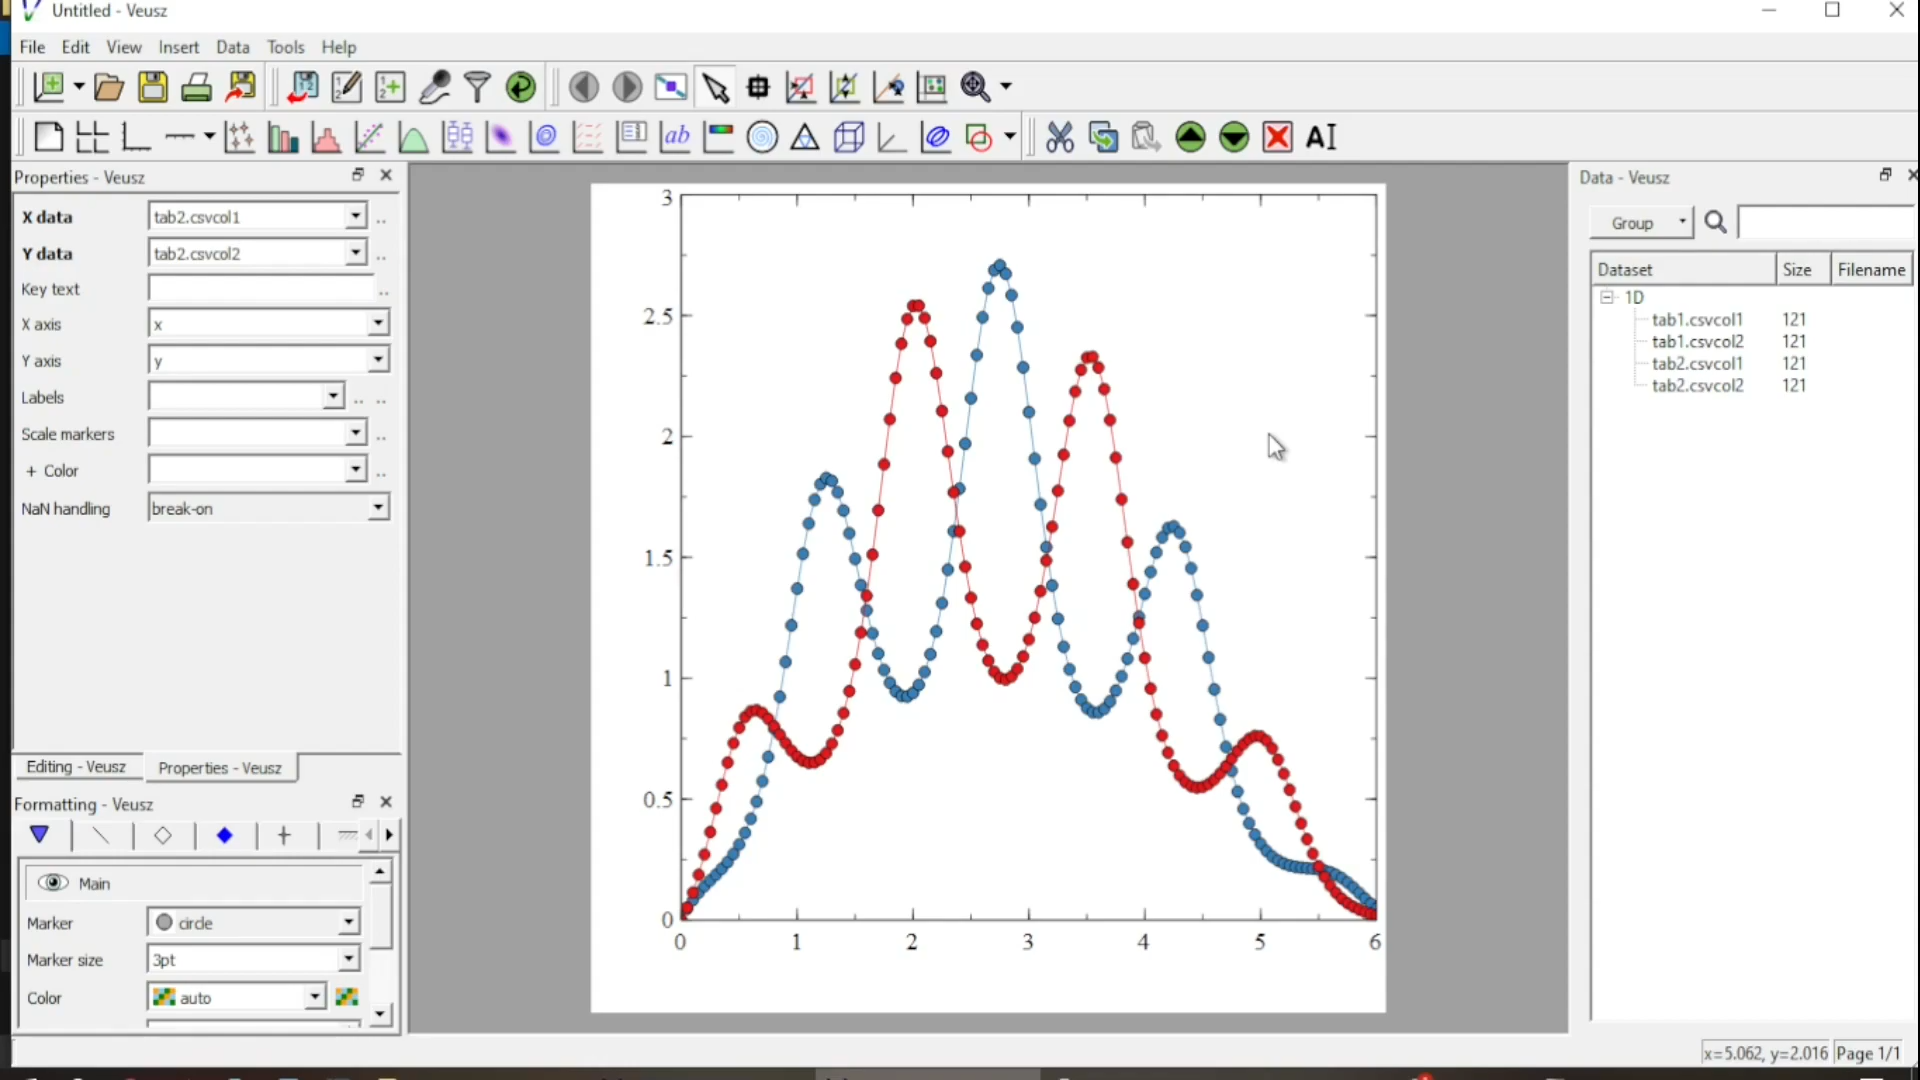 Untitled - Veusz
File Edit View Insert Data Tools Help
ab
AI
Properties - Veusz
X data tab2.csvcol1 ..
Y data tab2.csvcol2 ..
Key text ..
X axis x
Y axis y
Labels .. ..
Scale markers ..
+ Color ..
NaN handling break-on
Editing - Veusz Properties - Veusz
Formatting - Veusz
Main
Marker circle
Marker size 3pt
Color auto
3
2.5
2
1.5
1
0.5
0
0 1 2 3 4 5 6
Data - Veusz
Group
Dataset Size Filename
1D
tab1.csvcol1 121
tab1.csvcol2 121
tab2.csvcol1 121
tab2.csvcol2 121
x=5.062, y=2.016 Page 1/1